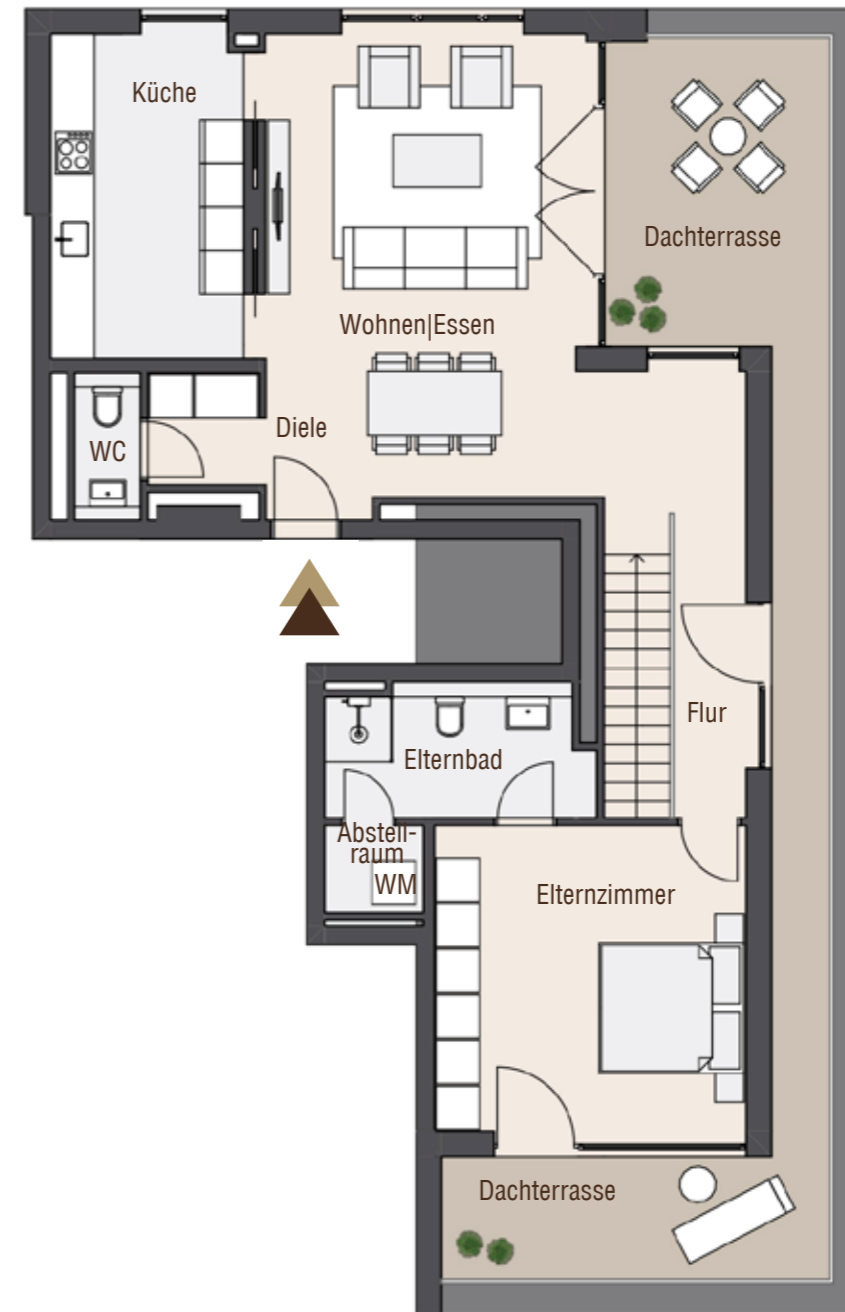 Küche
Dachterrasse
Wohnen|Essen
Diele
WC
Flur
Elternbad
Abstell-
raum
WM
Elternzimmer
Dachterrasse